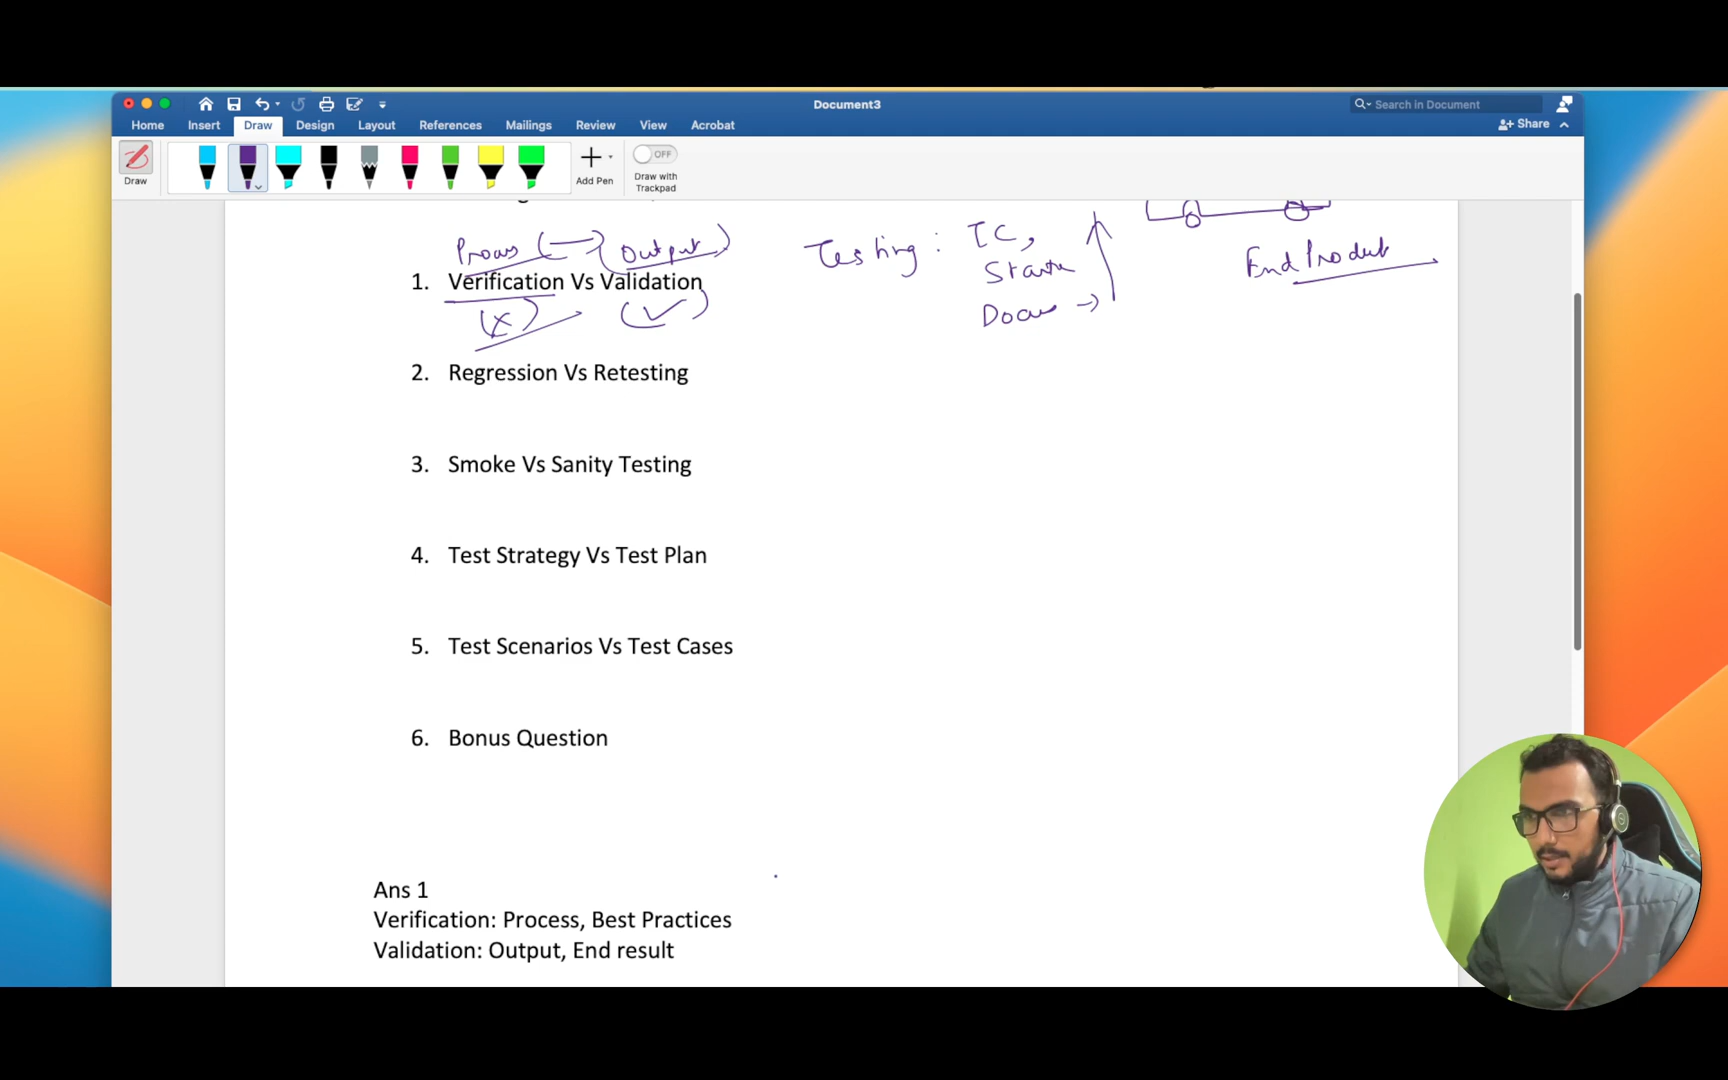 Document3
Search in Document
Home Insert Draw Design Layout References Mailings Review View Acrobat
Share
OFF
Draw
Add Pen
Draw with
Trackpad
Output
Testing : TC,
End Product
1. Verification Vs Validation
2. Regression Vs Retesting
3. Smoke Vs Sanity Testing
4. Test Strategy Vs Test Plan
5. Test Scenarios Vs Test Cases
6. Bonus Question
Ans 1
Verification: Process, Best Practices
Validation: Output, End result